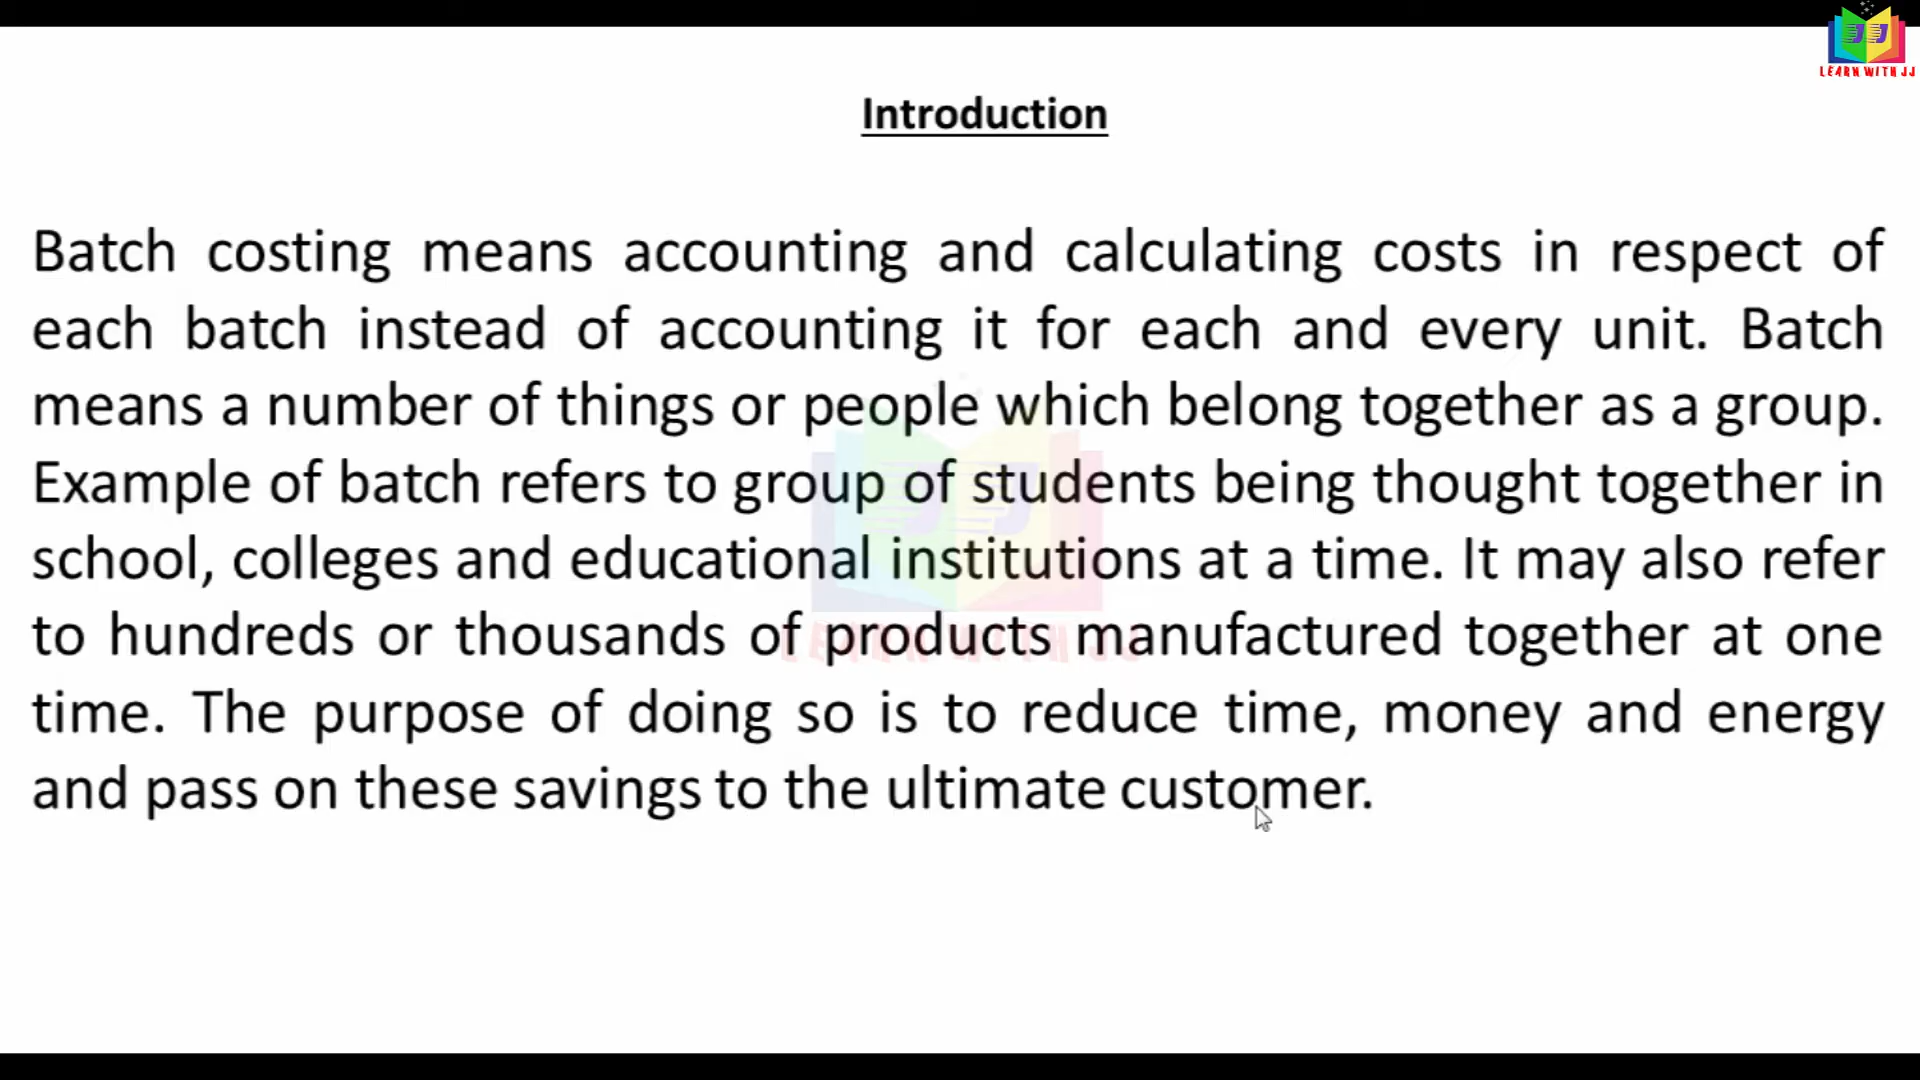 LEARN WITH JJ
Introduction
Batch costing means accounting and calculating costs in respect of
each batch instead of accounting it for each and every unit. Batch
means a number of things or people which belong together as a group.
Example of batch refers to group of students being thought together in
school, colleges and educational institutions at a time. It may also refer
to hundreds or thousands of products manufactured together at one
time. The purpose of doing so is to reduce time, money and energy
and pass on these savings to the ultimate customer.
LEARN WITH JJ